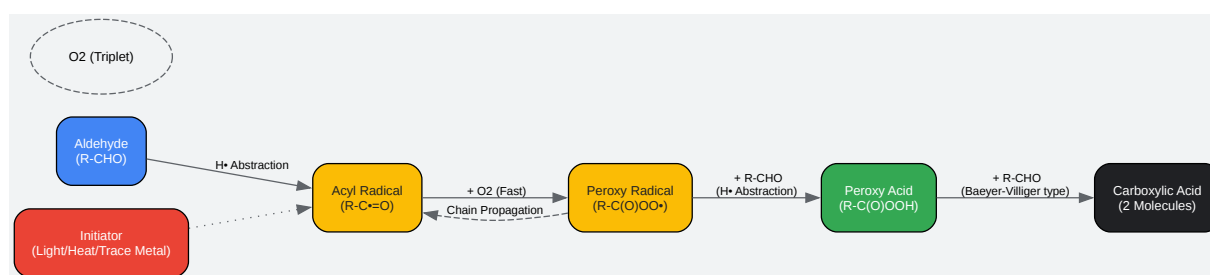 O2 (Triplet)
Aldehyde
(R-CHO)
H• Abstraction
Initiator
(Light/Heat/Trace Metal)
Acyl Radical
(R-C•=O)
+ O2 (Fast)
Chain Propagation
Peroxy Radical
(R-C(O)OO•)
+ R-CHO
(H• Abstraction)
Peroxy Acid
(R-C(O)OOH)
+ R-CHO
(Baeyer-Villiger type)
Carboxylic Acid
(2 Molecules)